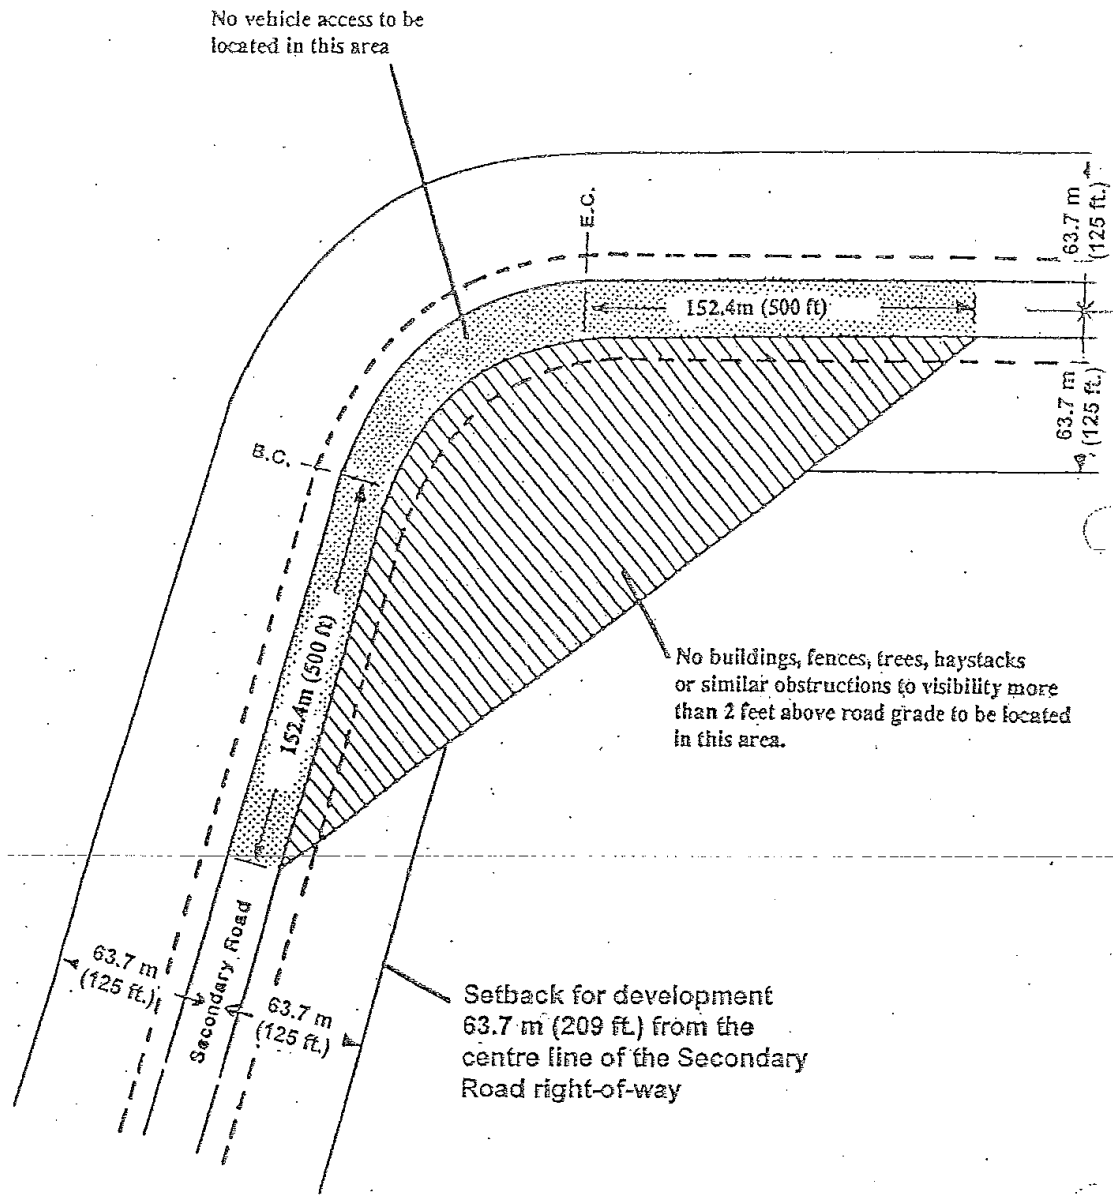 No vehicle access to be
located in this area
E.C.
63.7 m
(125 ft.)
152.4m (500 ft)
63.7 m
(125 ft.)
B.C.
152.4m (500 ft)
No buildings, fences, trees, haystacks
or similar obstructions to visibility more
than 2 feet above road grade to be located
in this area.
63.7 m
(125 ft.)
Secondary Road
63.7 m
(125 ft.)
Setback for development
63.7 m (209 ft.) from the
centre line of the Secondary
Road right-of-way